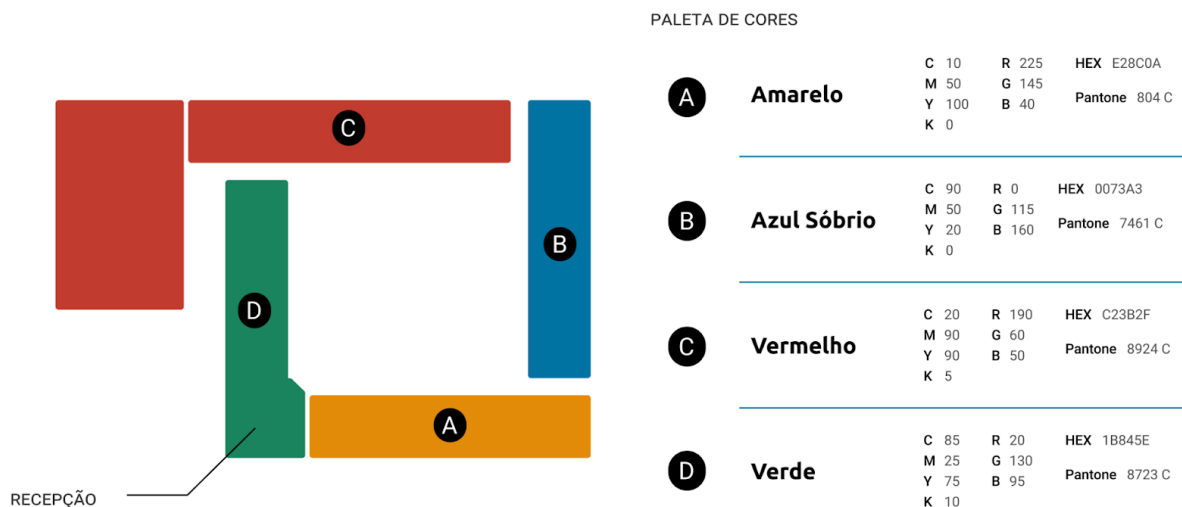 PALETA DE CORES
C
B
D
A
RECEPÇÃO
A
Amarelo
C 10 R 225 HEX E28C0A
M 50 G 145
Pantone 804 C
Y 100 B 40
K 0
B
Azul Sóbrio
C 90 R 0 HEX 0073A3
M 50 G 115
Pantone 7461 C
Y 20 B 160
K 0
C
Vermelho
C 20 R 190 HEX C23B2F
M 90 G 60
Pantone 8924 C
Y 90 B 50
K 5
D
Verde
C 85 R 20 HEX 1B845E
M 25 G 130
Pantone 8723 C
Y 75 B 95
K 10